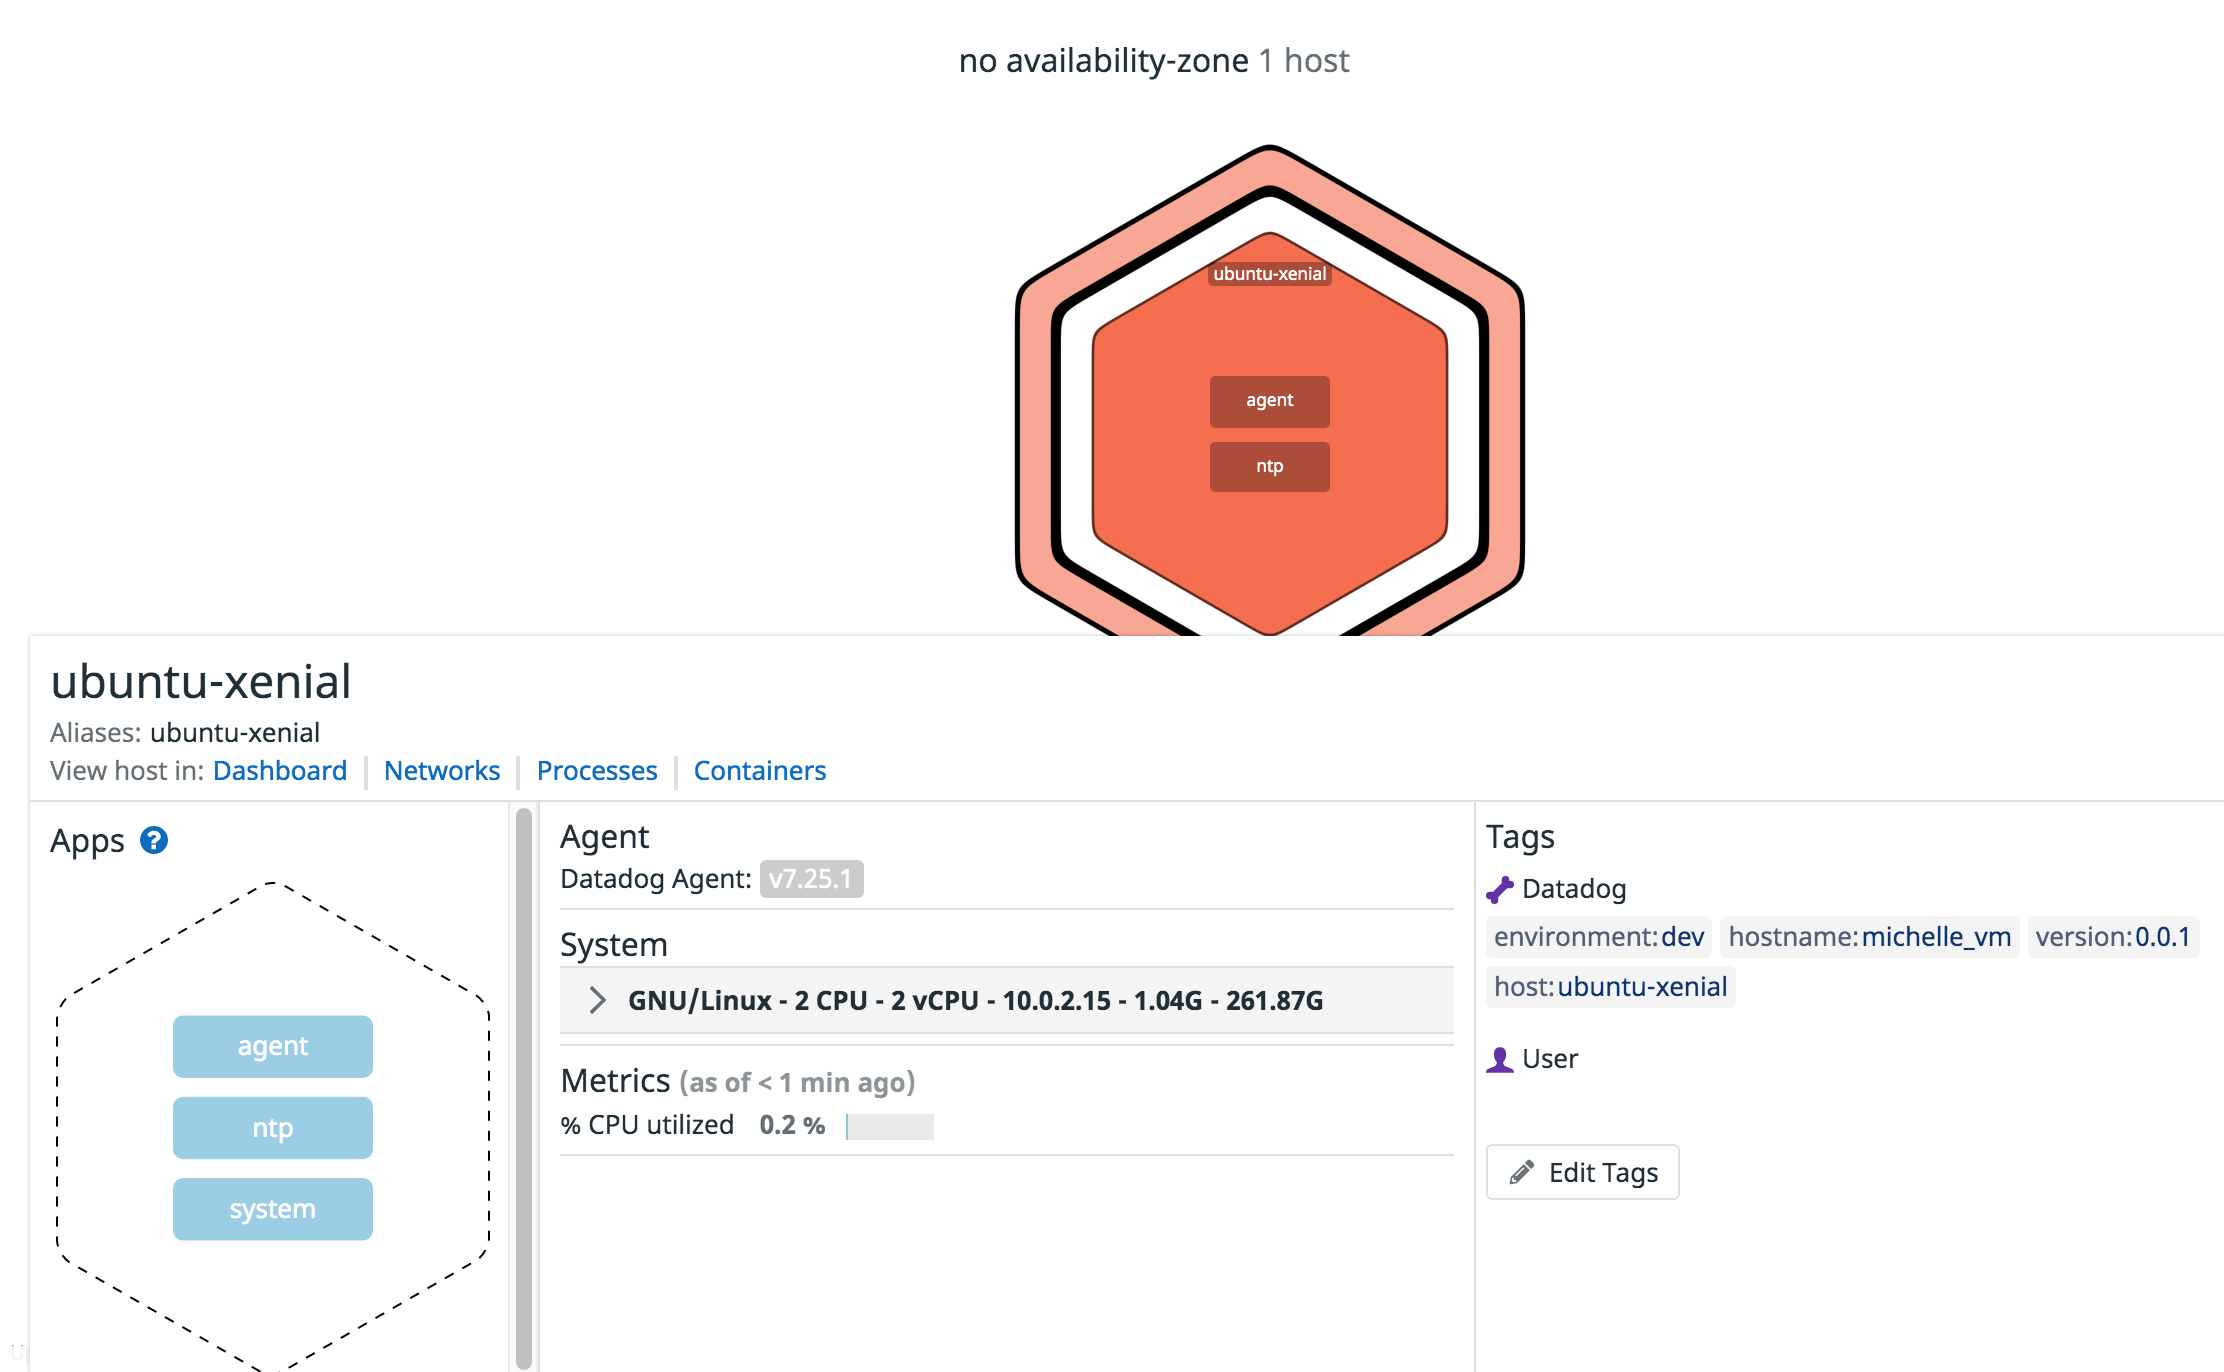 no availability-zone 1 host
ubuntu-xenial
agent
ntp
ubuntu-xenial
Aliases: ubuntu-xenial
View host in: Dashboard | Networks | Processes | Containers
Apps ?
agent
ntp
system
Agent
Datadog Agent: v7.25.1
System
GNU/Linux - 2 CPU - 2 vCPU - 10.0.2.15 - 1.04G - 261.87G
Metrics (as of < 1 min ago)
% CPU utilized 0.2 %
Tags
Datadog
environment:dev hostname:michelle_vm version:0.0.1
host:ubuntu-xenial
User
Edit Tags